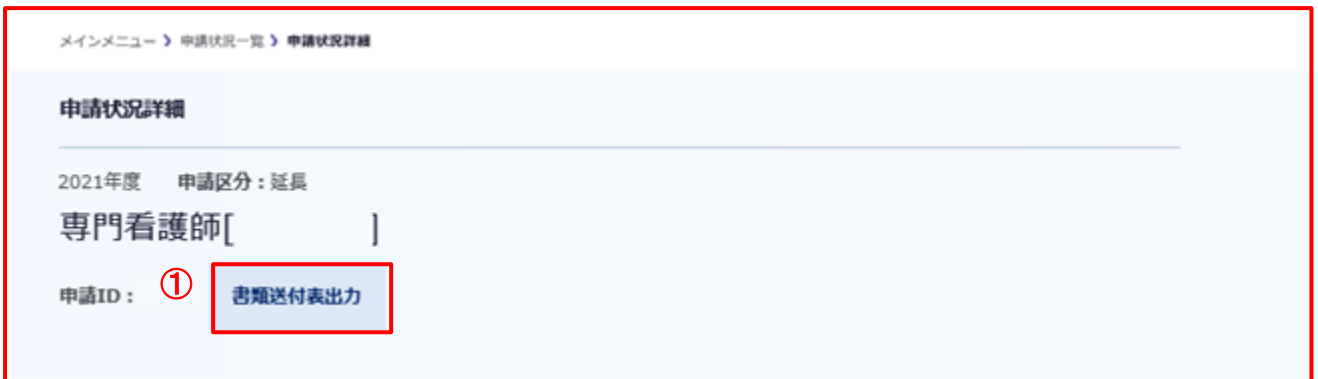 メインメニュー 》 申請状況一覧 》 申請状況詳細
申請状況詳細
2021年度 申請区分：延長
専門看護師[ ]
申請ID： ① 書類送付表出力